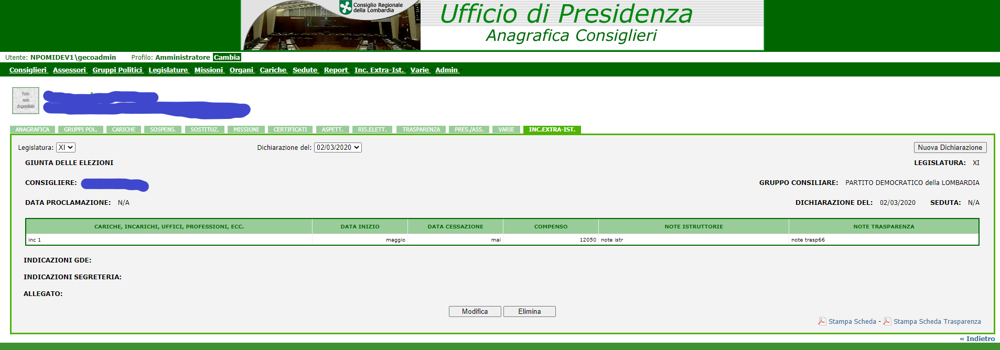 Consiglio Regionale
della Lombardia
Ufficio di Presidenza
Anagrafica Consiglieri
Utente: NPOMIDEV1\gecoadmin Profilo: Amministratore Cambia
Consiglieri - Assessori - Gruppi Politici - Legislature - Missioni - Organi - Cariche - Sedute - Report - Inc. Extra-Ist. - Varie - Admin -
Foto
non
disponibile
ANAGRAFICA GRUPPI POL. CARICHE SOSPENS. SOSTITUZ. MISSIONI CERTIFICATI ASPETT. RIS.ELETT. TRASPARENZA PRES./ASS. VARIE INC.EXTRA-IST.
Legislatura: XI Dichiarazione del: 02/03/2020 Nuova Dichiarazione
GIUNTA DELLE ELEZIONI LEGISLATURA: XI
CONSIGLIERE: GRUPPO CONSILIARE: PARTITO DEMOCRATICO della LOMBARDIA
DATA PROCLAMAZIONE: N/A DICHIARAZIONE DEL: 02/03/2020 SEDUTA: N/A
CARICHE, INCARICHI, UFFICI, PROFESSIONI, ECC. DATA INIZIO DATA CESSAZIONE COMPENSO NOTE ISTRUTTORIE NOTE TRASPARENZA
inc 1 maggio mai 12050 note istr note trasp66
INDICAZIONI GDE:
INDICAZIONI SEGRETERIA:
ALLEGATO:
Modifica Elimina
Stampa Scheda - Stampa Scheda Trasparenza
« Indietro